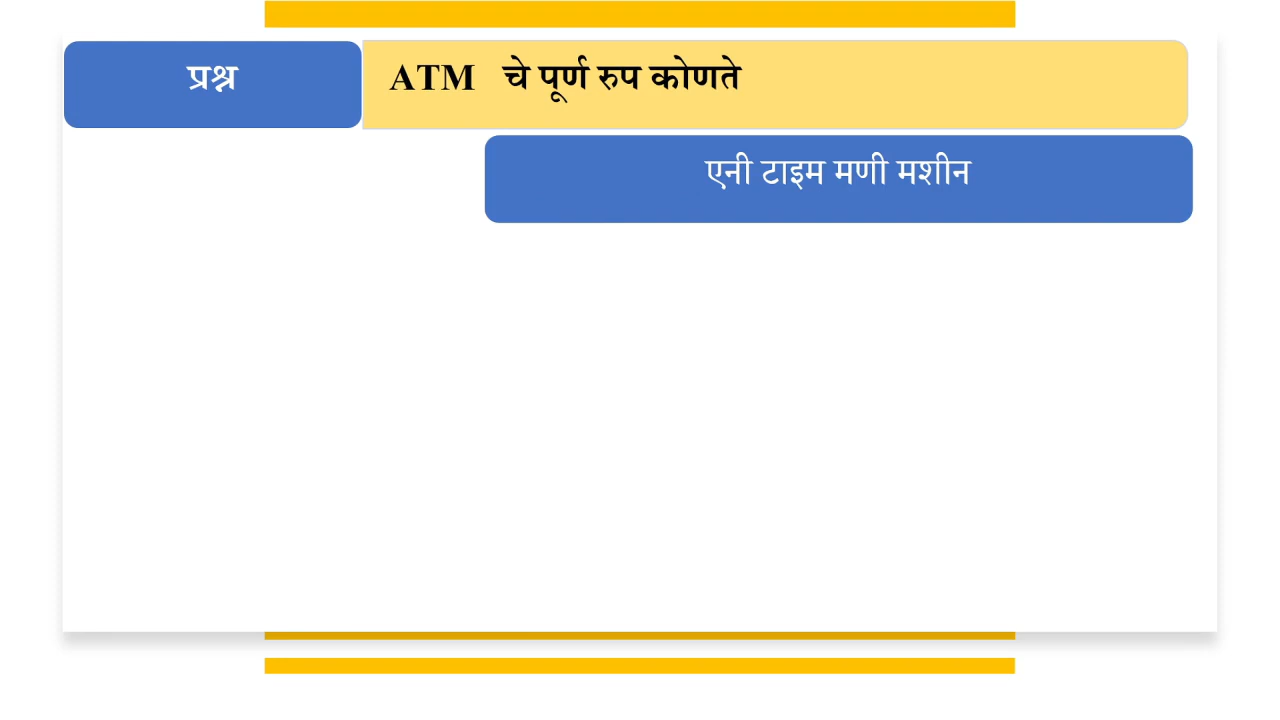 प्रश्न
ATM चे पूर्ण रुप कोणते
एनी टाइम मणी मशीन